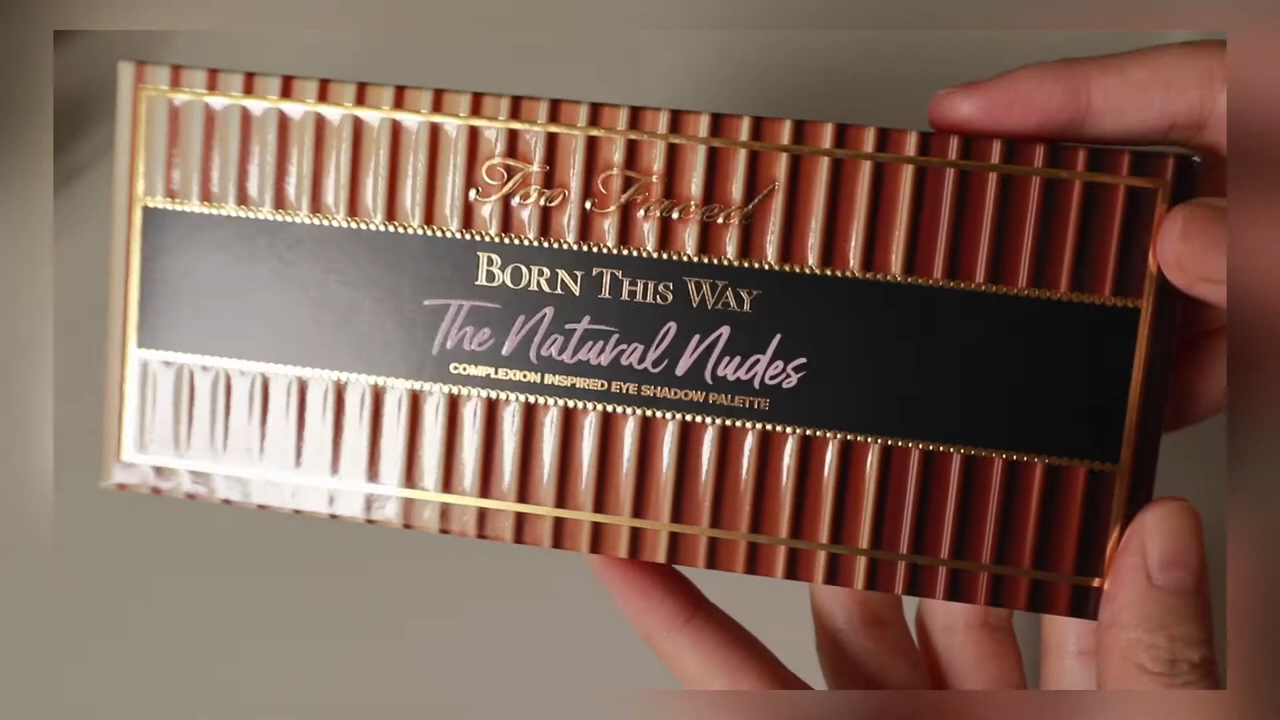 Too Faced
BORN THIS WAY
The Natural Nudes
COMPLEXION INSPIRED EYE SHADOW PALETTE